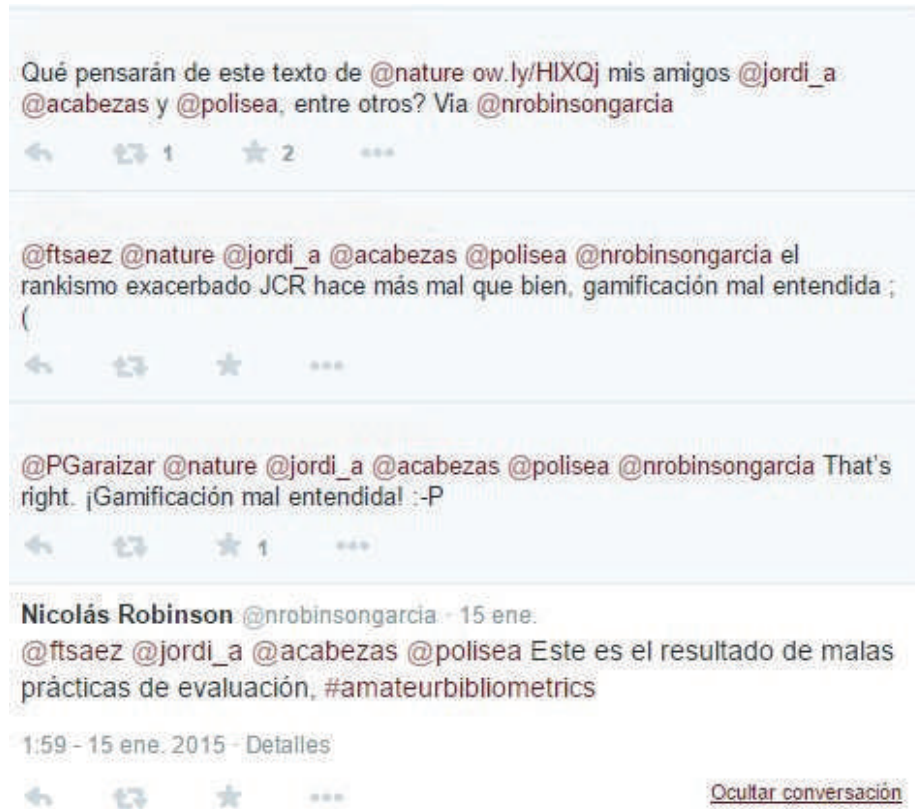 Qué pensarán de este texto de @nature ow.ly/HIXQj mis amigos @jordi_a
@acabezas y @polisea, entre otros? Via @nrobinsongarcia
1 2
@ftsaez @nature @jordi_a @acabezas @polisea @nrobinsongarcia el
rankismo exacerbado JCR hace más mal que bien, gamificación mal entendida ;
(
@PGaraizar @nature @jordi_a @acabezas @polisea @nrobinsongarcia That's
right. ¡Gamificación mal entendida! :-P
1
Nicolás Robinson @nrobinsongarcia · 15 ene.
@ftsaez @jordi_a @acabezas @polisea Este es el resultado de malas
prácticas de evaluación, #amateurbibliometrics
1:59 - 15 ene. 2015 · Detalles
Ocultar conversación